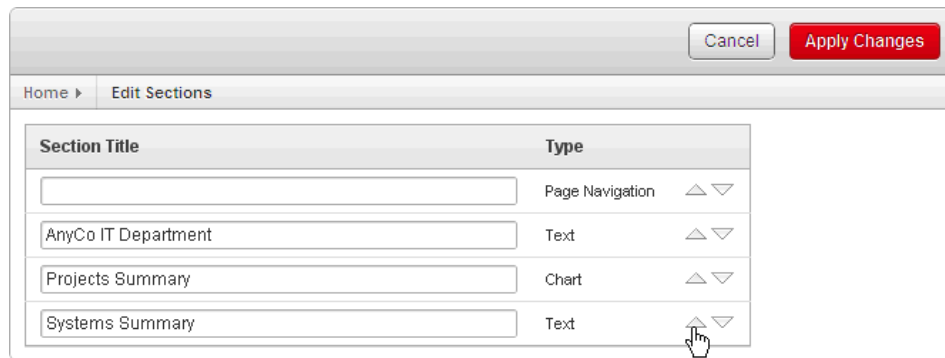 Cancel Apply Changes
Home Edit Sections
Section Title Type
Page Navigation
AnyCo IT Department Text
Projects Summary Chart
Systems Summary Text